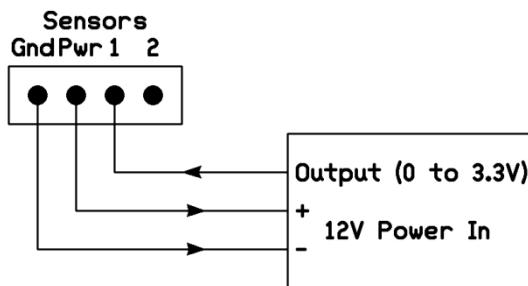 Sensors
Gnd Pwr 1 2
Output (0 to 3.3V)
+
12V Power In
-